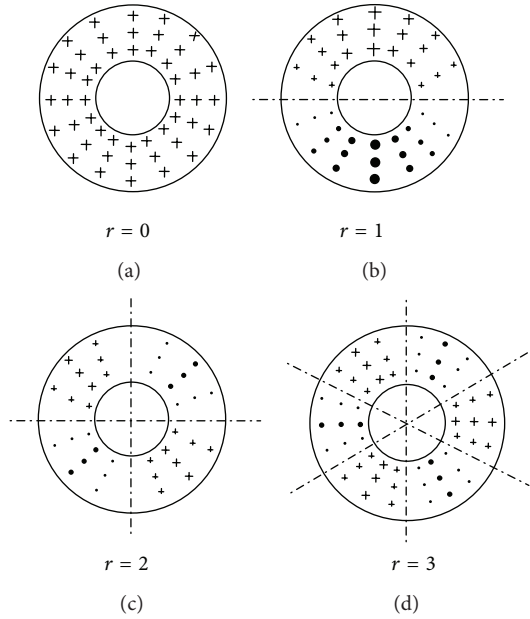 r = 0
r = 1
(a)
(b)
r = 2
r = 3
(c)
(d)